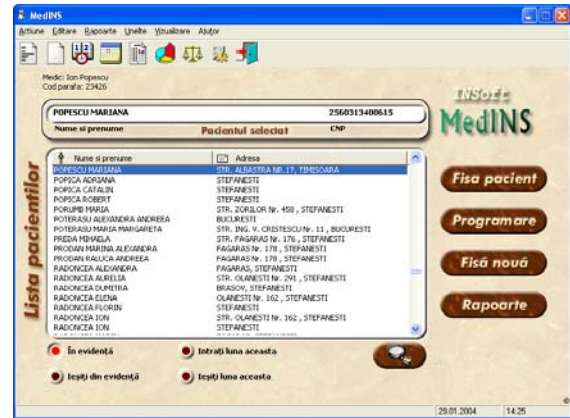 MedINS
Actiune Editare Rapoarte Unelte Vizualizare Ajutor
Medic: Ion Popescu
Cod parafa: 23426
POPESCU MARIANA 2560313400615
Nume si prenume Pacientul selectat CNP
INSoft
MedINS
Lista pacientilor
Nume si prenume Adresa
POPESCU MARIANA STR. ALBASTRA NR.17, TIMISOARA
POPICA ADRIANA STEFANESTI
POPICA CATALIN STEFANESTI
POPICA ROBERT STEFANESTI
PORUMB MARIA STR. ZORILOR Nr. 458 , STEFANESTI
POTERASU ALEXANDRA ANDREEA BUCURESTI
POTERASU MARIA MARGARETA STR. ING. V. CRISTESCU Nr. 11 , BUCURESTI
PREDA MIHAELA STR. FAGARAS Nr. 176 , STEFANESTI
PRODAN MARINA ALEXANDRA FAGARAS Nr. 178 , STEFANESTI
PRODAN RALUCA ANDREEA FAGARAS Nr. 178 , STEFANESTI
RADONCEA ALEXANDRA FAGARAS, STEFANESTI
RADONCEA AURELIA STR. OLANESTI Nr. 291 , STEFANESTI
RADONCEA DUMITRA BRASOV, STEFANESTI
RADONCEA ELENA OLANESTI Nr. 162 , STEFANESTI
RADONCEA FLORIN STEFANESTI
RADONCEA ION STR. OLANESTI Nr. 162 , STEFANESTI
RADONCEA ION STEFANESTI
Fisa pacient
Programare
Fisă nouă
Rapoarte
În evidență Intrați luna aceasta
Ieșiți din evidență Ieșiți luna aceasta
29.01.2004 14:25